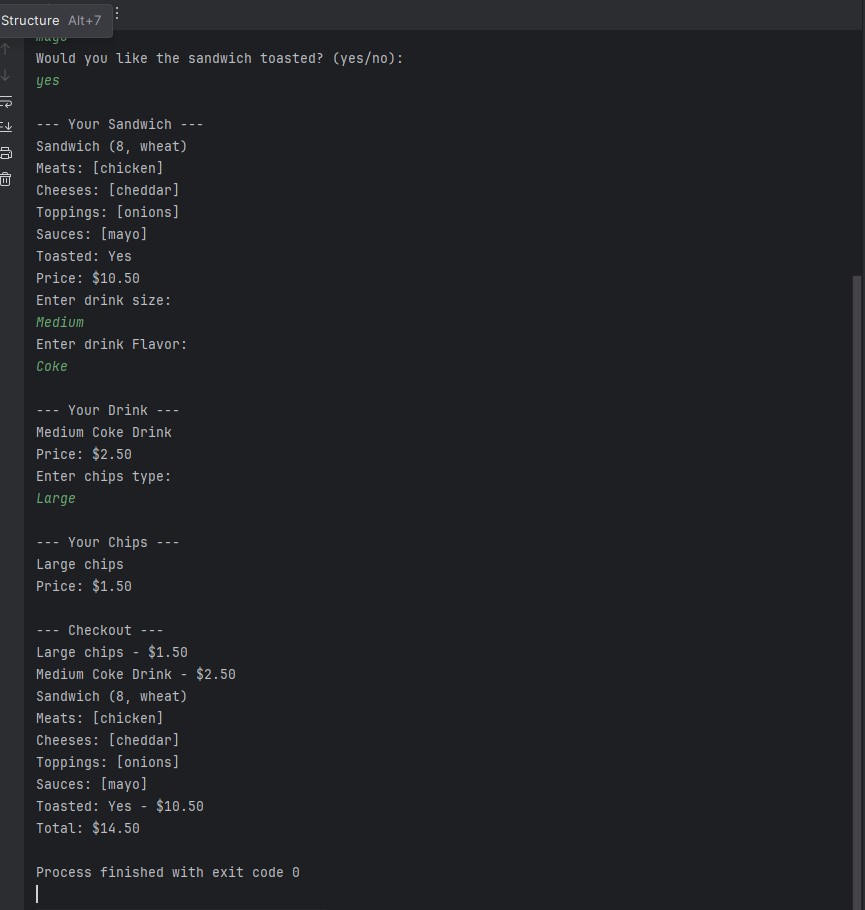 Structure Alt+7
mayo
Would you like the sandwich toasted? (yes/no):
yes
--- Your Sandwich ---
Sandwich (8, wheat)
Meats: [chicken]
Cheeses: [cheddar]
Toppings: [onions]
Sauces: [mayo]
Toasted: Yes
Price: $10.50
Enter drink size:
Medium
Enter drink Flavor:
Coke
--- Your Drink ---
Medium Coke Drink
Price: $2.50
Enter chips type:
Large
--- Your Chips ---
Large chips
Price: $1.50
--- Checkout ---
Large chips - $1.50
Medium Coke Drink - $2.50
Sandwich (8, wheat)
Meats: [chicken]
Cheeses: [cheddar]
Toppings: [onions]
Sauces: [mayo]
Toasted: Yes - $10.50
Total: $14.50
Process finished with exit code 0